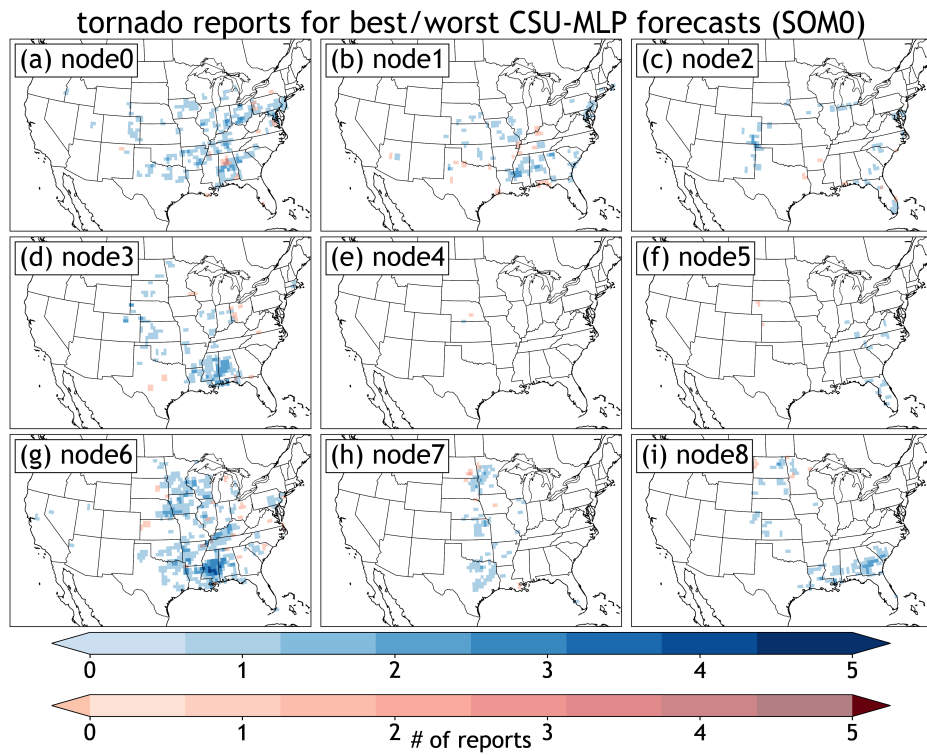 tornado reports for best/worst CSU-MLP forecasts (SOM0)
(a) node0
(b) node1
(c) node2
(d) node3
(e) node4
(f) node5
(g) node6
(h) node7
(i) node8
0 1 2 3 4 5
0 1 2 3 4 5
# of reports